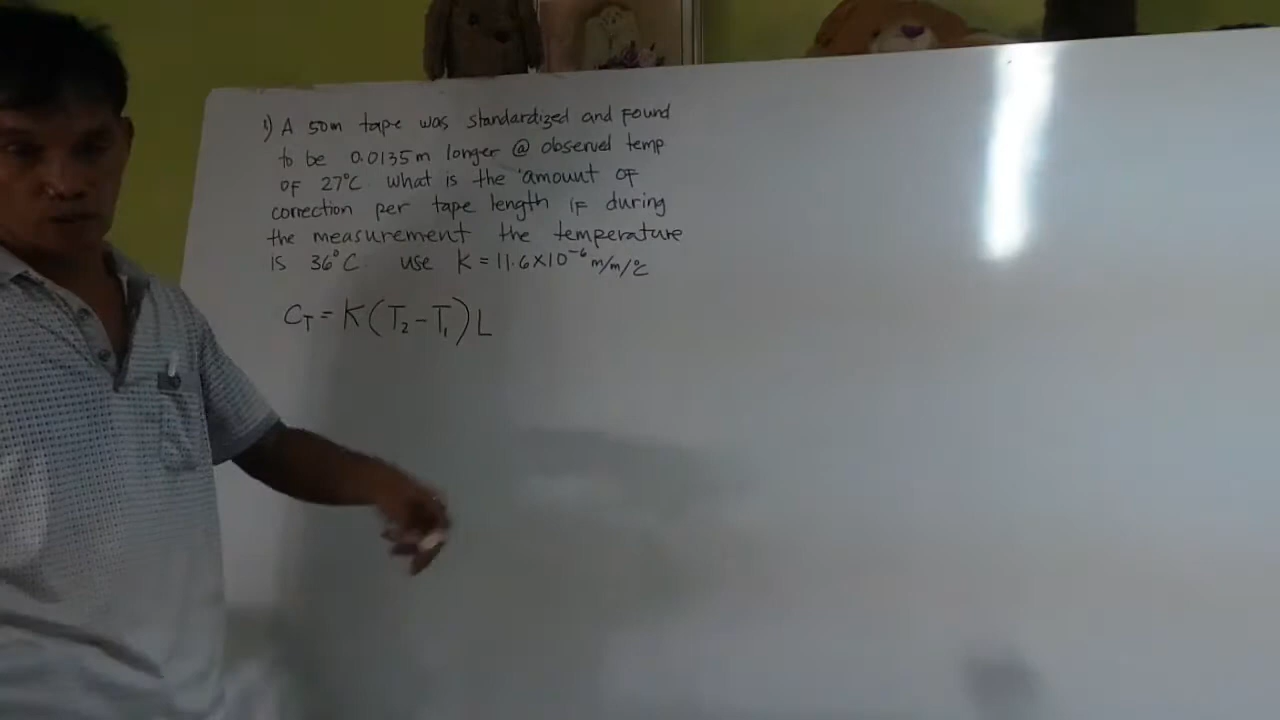 1) A 50m tape was standardized and found
to be 0.0135m longer @ observed temp
of 27°C. what is the amount of
correction per tape length if during
the measurement the temperature
is 36°C. use K = 11.6x10⁻⁶ m/m/°C
C_T = K(T₂-T₁)L